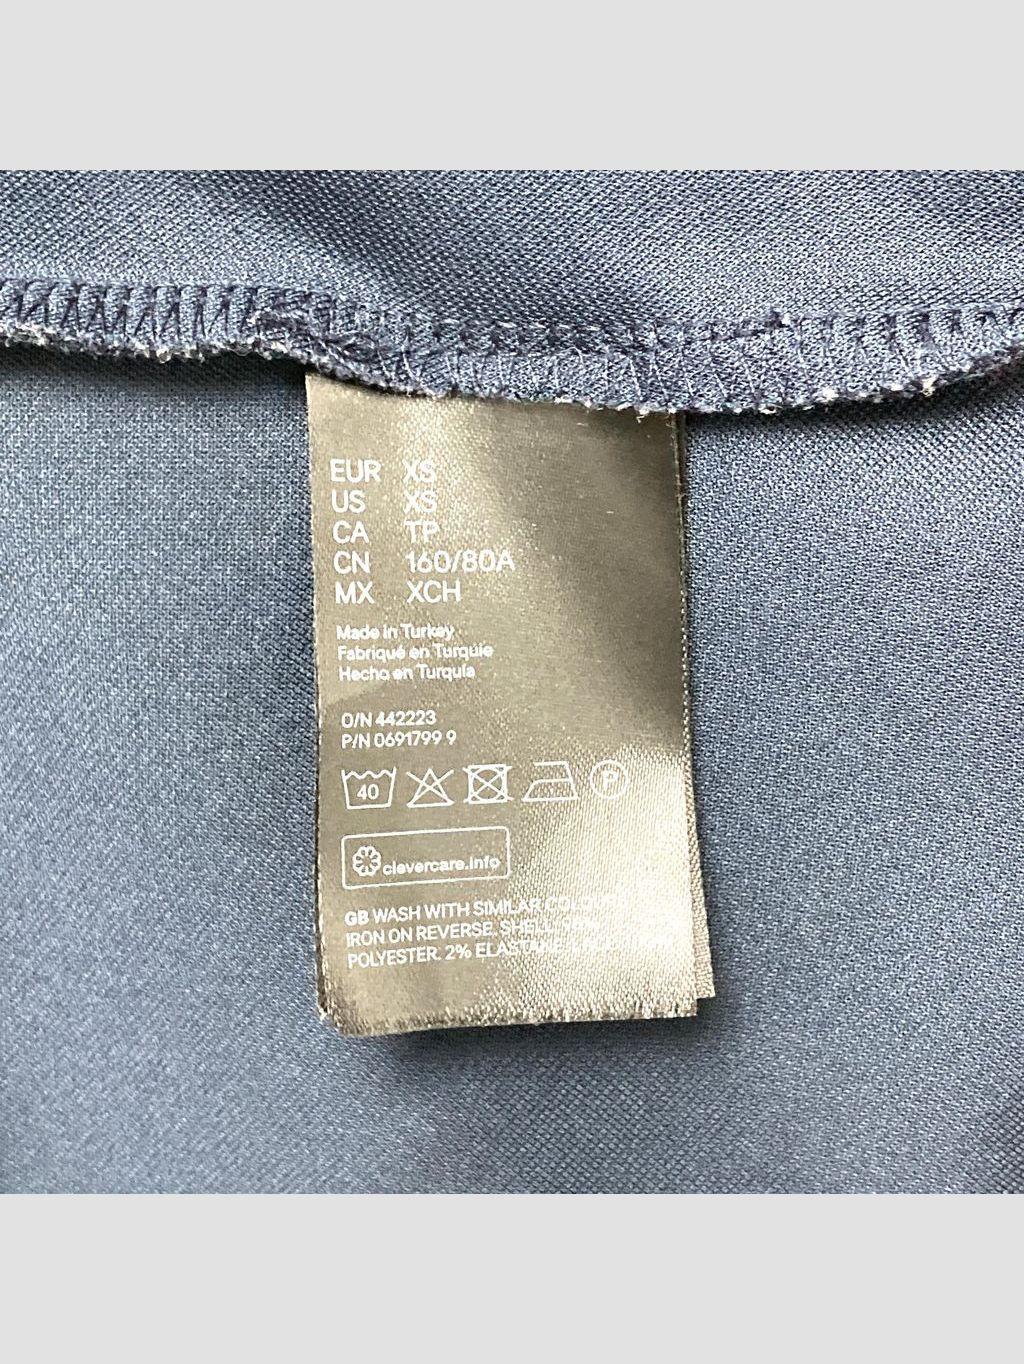 EUR XS
US XS
CA TP
CN 160/80A
MX XCH
Made in Turkey
Fabriqué en Turquie
Hecho en Turquía
O/N 442223
P/N 0691799 9
40
P
clevercare.info
GB WASH WITH SIMILAR
IRON ON REVERSE. SHELL:
POLYESTER. 2% ELASTANE.